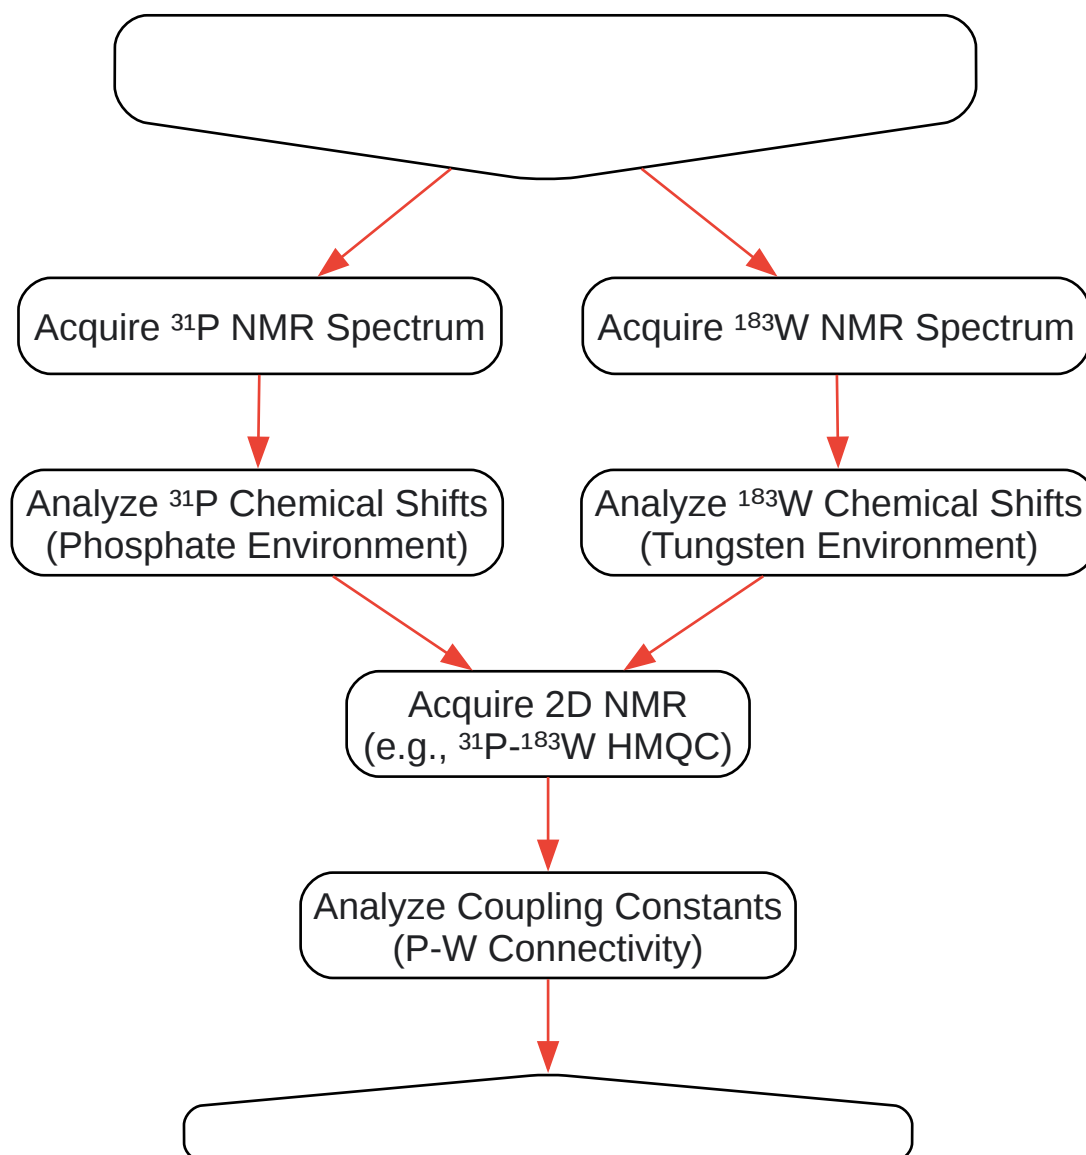 Acquire ³¹P NMR Spectrum
Acquire ¹⁸³W NMR Spectrum
Analyze ³¹P Chemical Shifts
(Phosphate Environment)
Analyze ¹⁸³W Chemical Shifts
(Tungsten Environment)
Acquire 2D NMR
(e.g., ³¹P-¹⁸³W HMQC)
Analyze Coupling Constants
(P-W Connectivity)